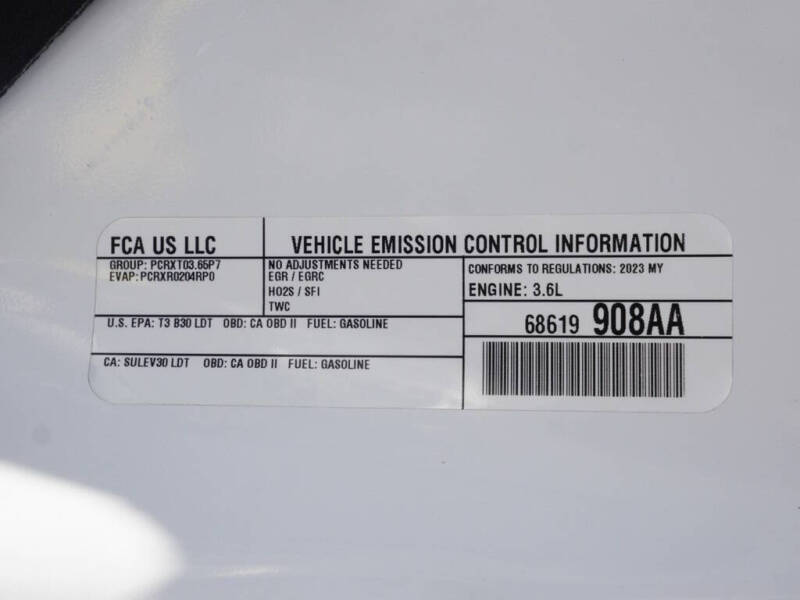 FCA US LLC
VEHICLE EMISSION CONTROL INFORMATION
GROUP: PCRXT03.65P7
EVAP: PCRXR0204RP0
NO ADJUSTMENTS NEEDED
EGR / EGRC
HO2S / SFI
TWC
CONFORMS TO REGULATIONS: 2023 MY
ENGINE: 3.6L
U.S. EPA: T3 B30 LDT OBD: CA OBD II FUEL: GASOLINE
68619 908AA
CA: SULEV30 LDT OBD: CA OBD II FUEL: GASOLINE